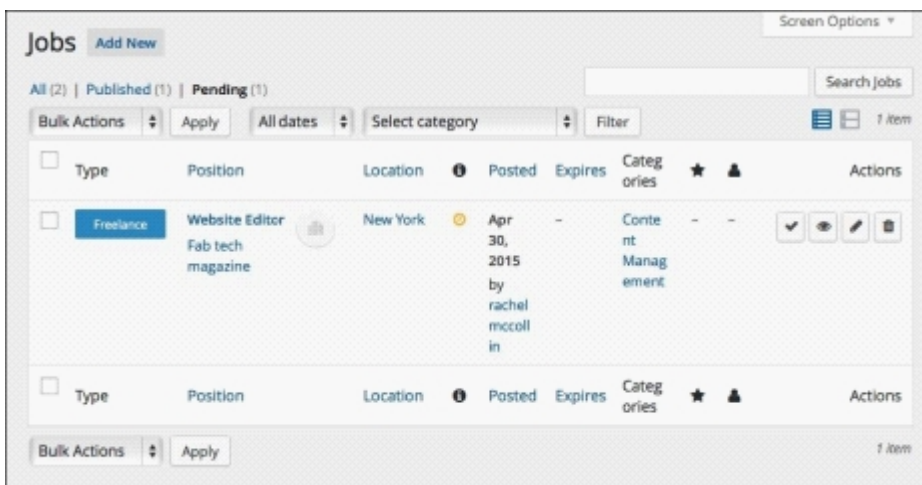 Screen Options
Jobs Add New
All (2) | Published (1) | Pending (1)
Search Jobs
Bulk Actions Apply All dates Select category Filter 1 item
Type Position Location Posted Expires Categ
ories Actions
Freelance Website Editor New York Apr – Conte – –
Fab tech 30, nt
magazine 2015 Manag
by ement
rachel
mccoll
in
Type Position Location Posted Expires Categ
ories Actions
Bulk Actions Apply 1 item